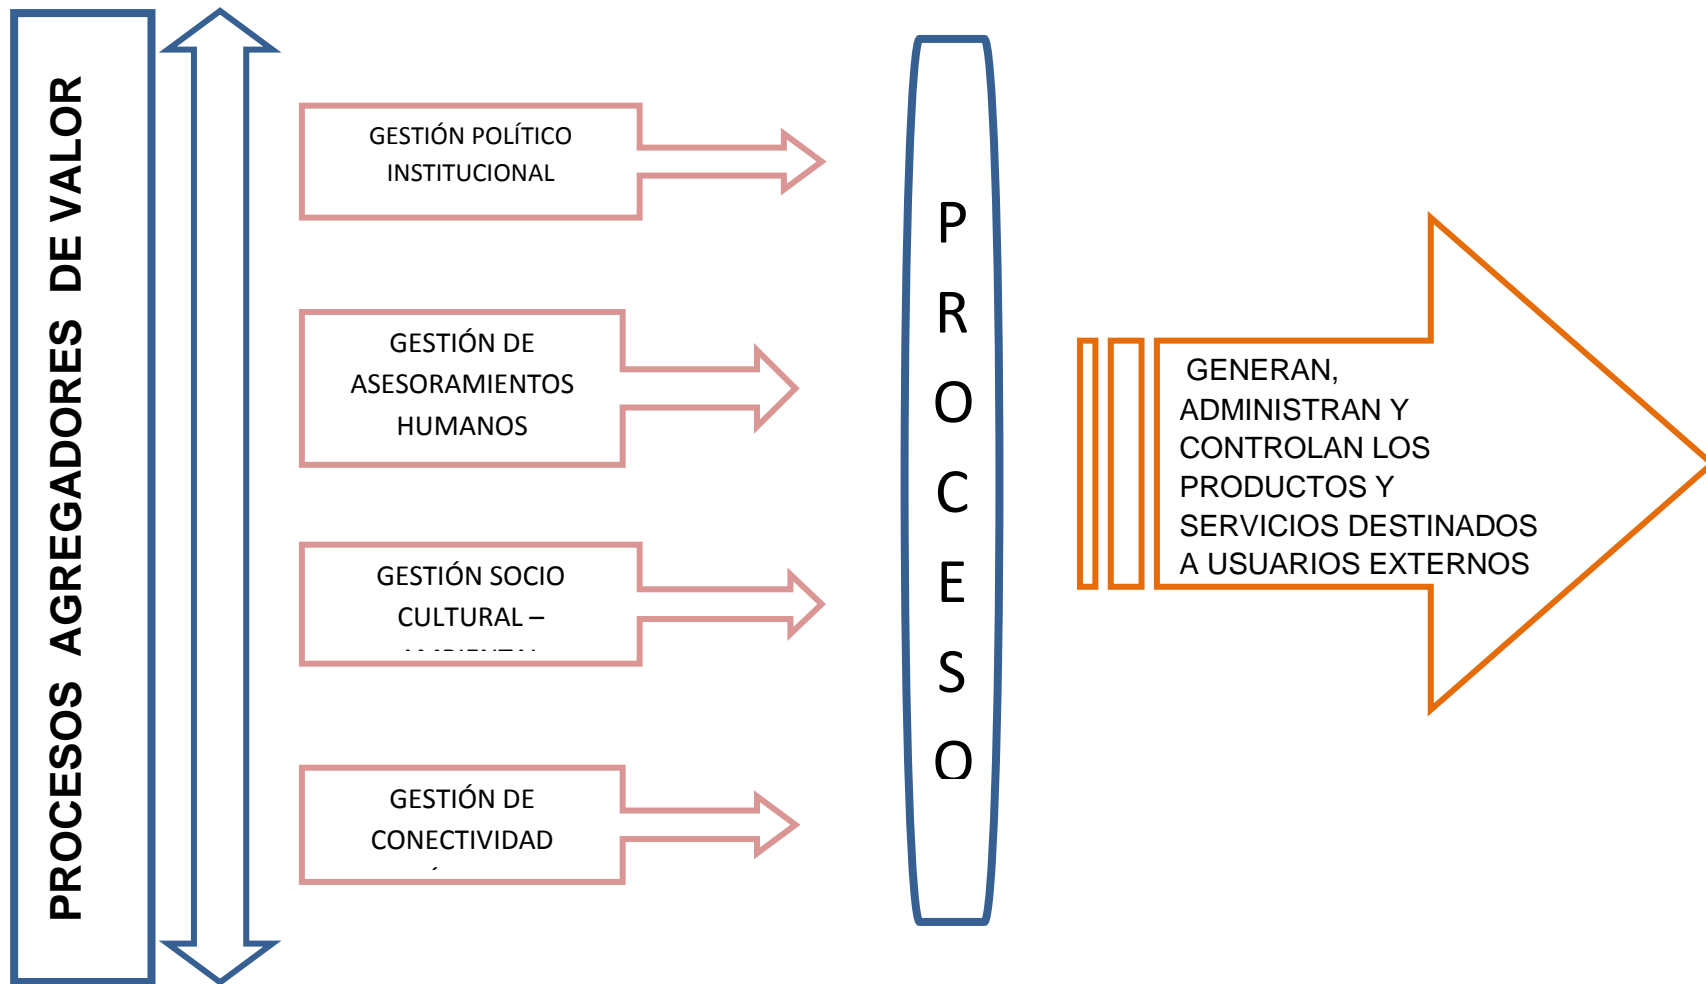 PROCESOS AGREGADORES DE VALOR
GESTIÓN POLÍTICO
INSTITUCIONAL
GESTIÓN DE
ASESORAMIENTOS
HUMANOS
GESTIÓN SOCIO
CULTURAL –
GESTIÓN DE
CONECTIVIDAD
P
R
O
C
E
S
O
GENERAN,
ADMINISTRAN Y
CONTROLAN LOS
PRODUCTOS Y
SERVICIOS DESTINADOS
A USUARIOS EXTERNOS